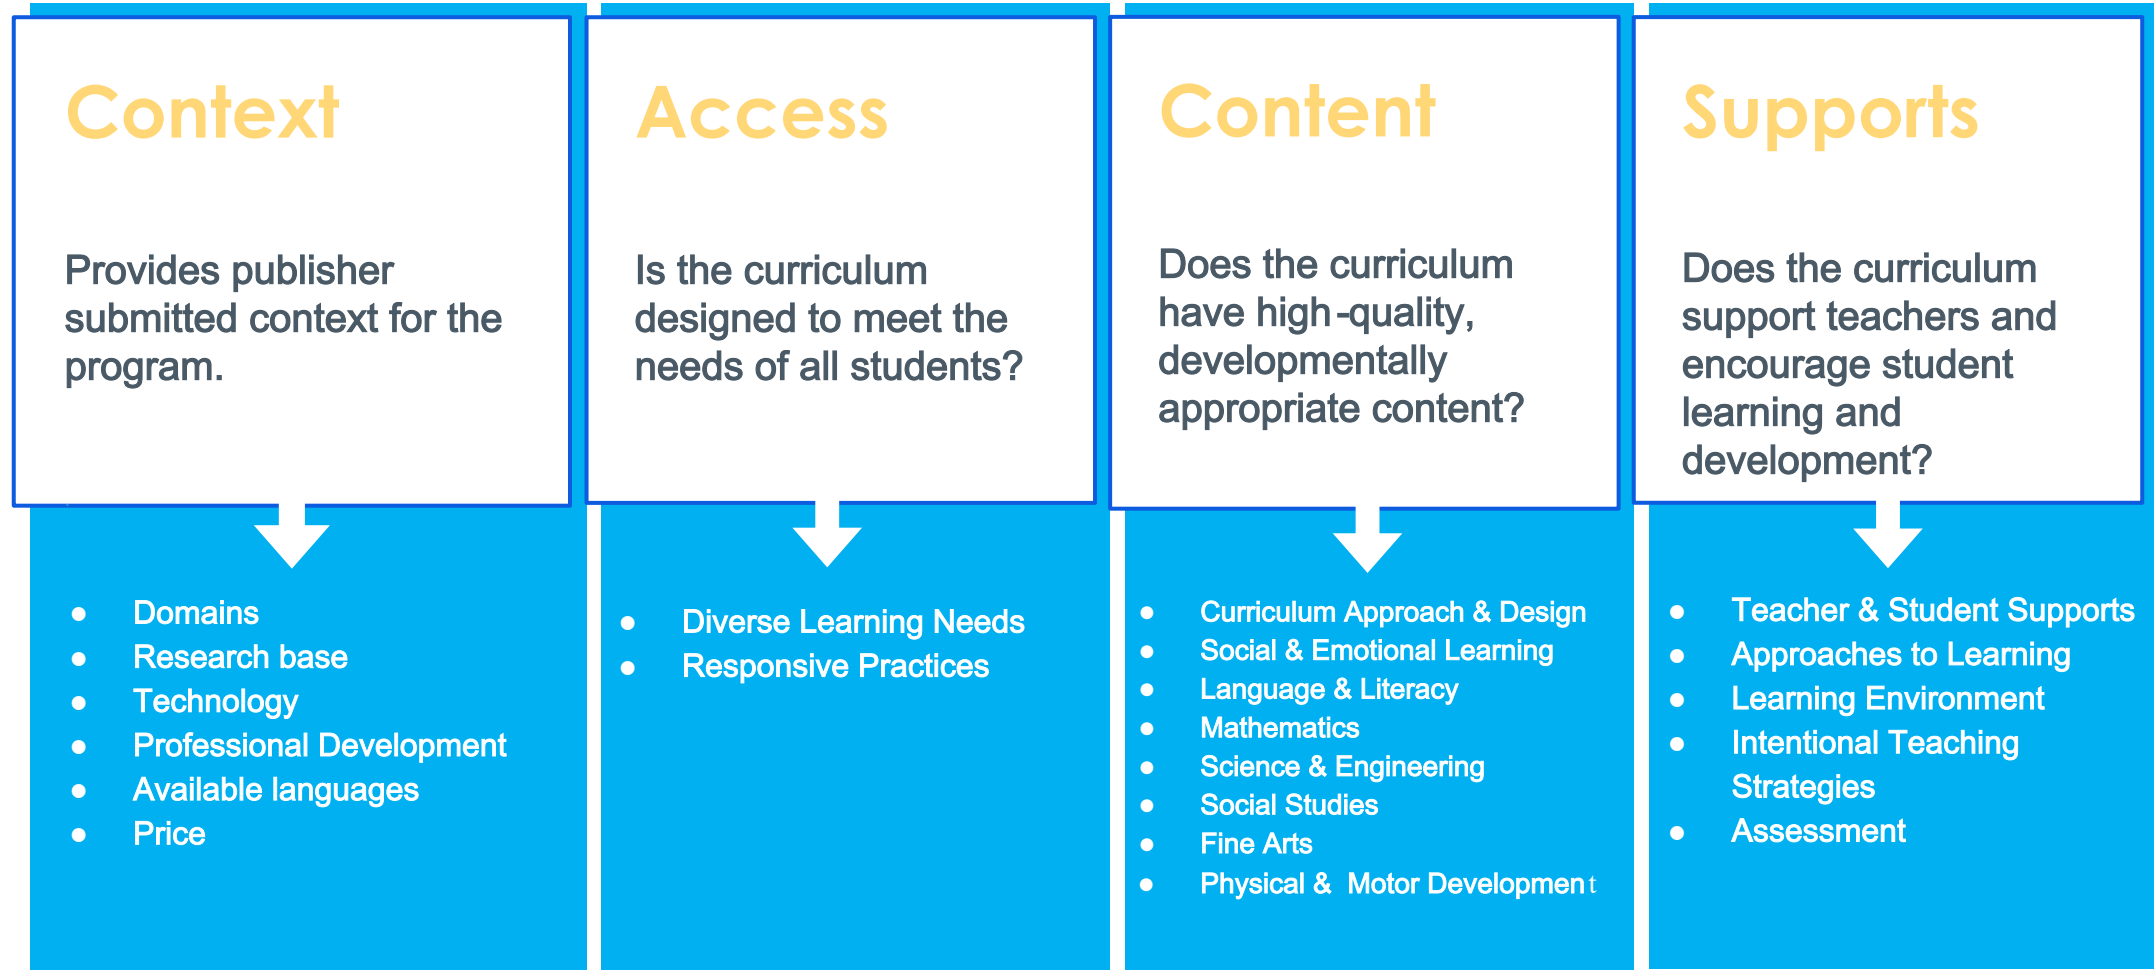 Context
Provides publisher
submitted context for the
program.
● Domains
● Research base
● Technology
● Professional Development
● Available languages
● Price
Access
Is the curriculum
designed to meet the
needs of all students?
● Diverse Learning Needs
● Responsive Practices
Content
Does the curriculum
have high-quality,
developmentally
appropriate content?
● Curriculum Approach & Design
● Social & Emotional Learning
● Language & Literacy
● Mathematics
● Science & Engineering
● Social Studies
● Fine Arts
● Physical & Motor Development
Supports
Does the curriculum
support teachers and
encourage student
learning and
development?
● Teacher & Student Supports
● Approaches to Learning
● Learning Environment
● Intentional Teaching
Strategies
● Assessment